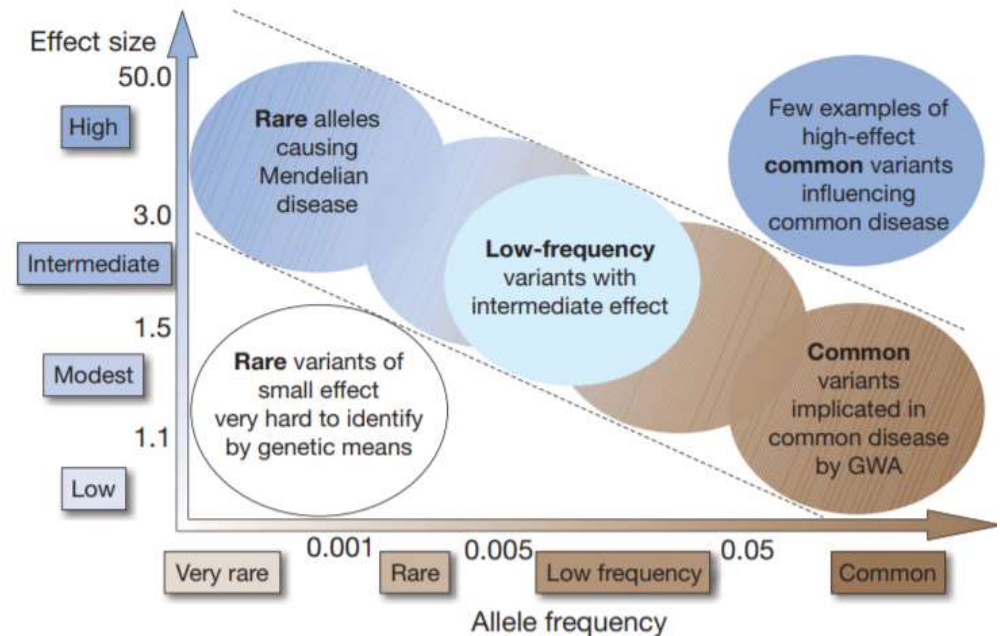 Effect size
50.0
High
3.0
Intermediate
1.5
Modest
1.1
Low
Rare alleles
causing
Mendelian
disease
Few examples of
high-effect
common variants
influencing
common disease
Low-frequency
variants with
intermediate effect
Rare variants of
small effect
very hard to identify
by genetic means
Common
variants
implicated in
common disease
by GWA
0.001
0.005
0.05
Very rare
Rare
Low frequency
Common
Allele frequency